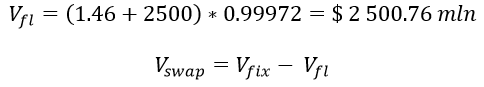 V_fl = (1.46 + 2500) * 0.99972 = $ 2 500.76 mln
V_swap = V_fix − V_fl